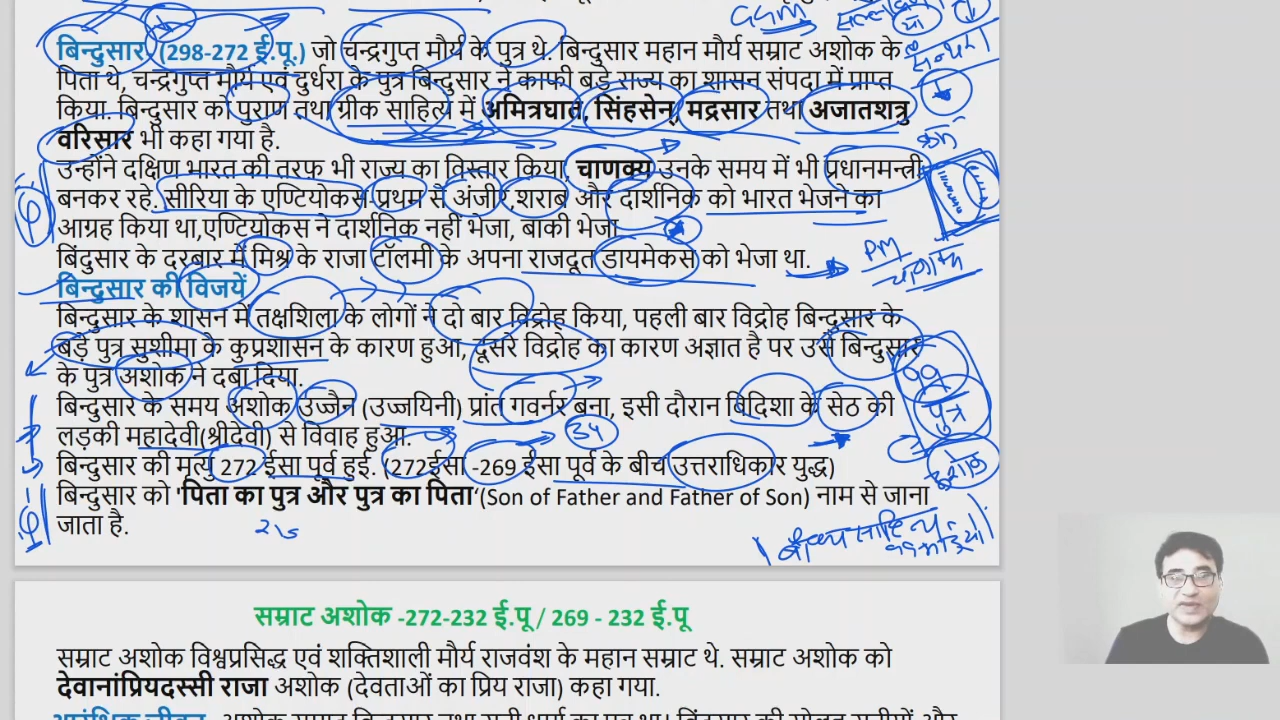 बिन्दुसार (298-272 ई.पू.) जो चन्द्रगुप्त मौर्य के पुत्र थे. बिन्दुसार महान मौर्य सम्राट अशोक के
पिता थे, चन्द्रगुप्त मौर्य एवं दुर्धरा के पुत्र बिन्दुसार ने काफी बड़े राज्य का शासन संपदा में प्राप्त
किया. बिन्दुसार को पुराण तथा ग्रीक साहित्य में अमित्रघात, सिंहसेन, मद्रसार तथा अजातशत्रु
वरिसार भी कहा गया है.
उन्होंने दक्षिण भारत की तरफ भी राज्य का विस्तार किया, चाणक्य उनके समय में भी प्रधानमन्त्री
बनकर रहे. सीरिया के एण्टियोकस-प्रथम से अंजीर,शराब और दार्शनिक को भारत भेजने का
आग्रह किया था,एण्टियोकस ने दार्शनिक नहीं भेजा, बाकी भेजा
बिंदुसार के दरबार में मिश्र के राजा टॉलमी के अपना राजदूत डायमेकस को भेजा था.
PM
चाणक्य
बिन्दुसार की विजयें
बिन्दुसार के शासन में तक्षशिला के लोगों ने दो बार विद्रोह किया, पहली बार विद्रोह बिन्दुसार के
बड़े पुत्र सुशीमा के कुप्रशासन के कारण हुआ, दूसरे विद्रोह का कारण अज्ञात है पर उसे बिन्दुसार
के पुत्र अशोक ने दबा दिया.
99
पुत्र
बिन्दुसार के समय अशोक उज्जैन (उज्जयिनी) प्रांत गवर्नर बना, इसी दौरान विदिशा के सेठ की
लड़की महादेवी(श्रीदेवी) से विवाह हुआ.
अशोक
बिन्दुसार की मृत्यु 272 ईसा पूर्व हुई. (272ईसा -269 ईसा पूर्व के बीच उत्तराधिकार युद्ध)
बिन्दुसार को 'पिता का पुत्र और पुत्र का पिता'(Son of Father and Father of Son) नाम से जाना
जाता है.
सम्राट अशोक -272-232 ई.पू / 269 - 232 ई.पू
सम्राट अशोक विश्वप्रसिद्ध एवं शक्तिशाली मौर्य राजवंश के महान सम्राट थे. सम्राट अशोक को
देवानांप्रियदस्सी राजा अशोक (देवताओं का प्रिय राजा) कहा गया.